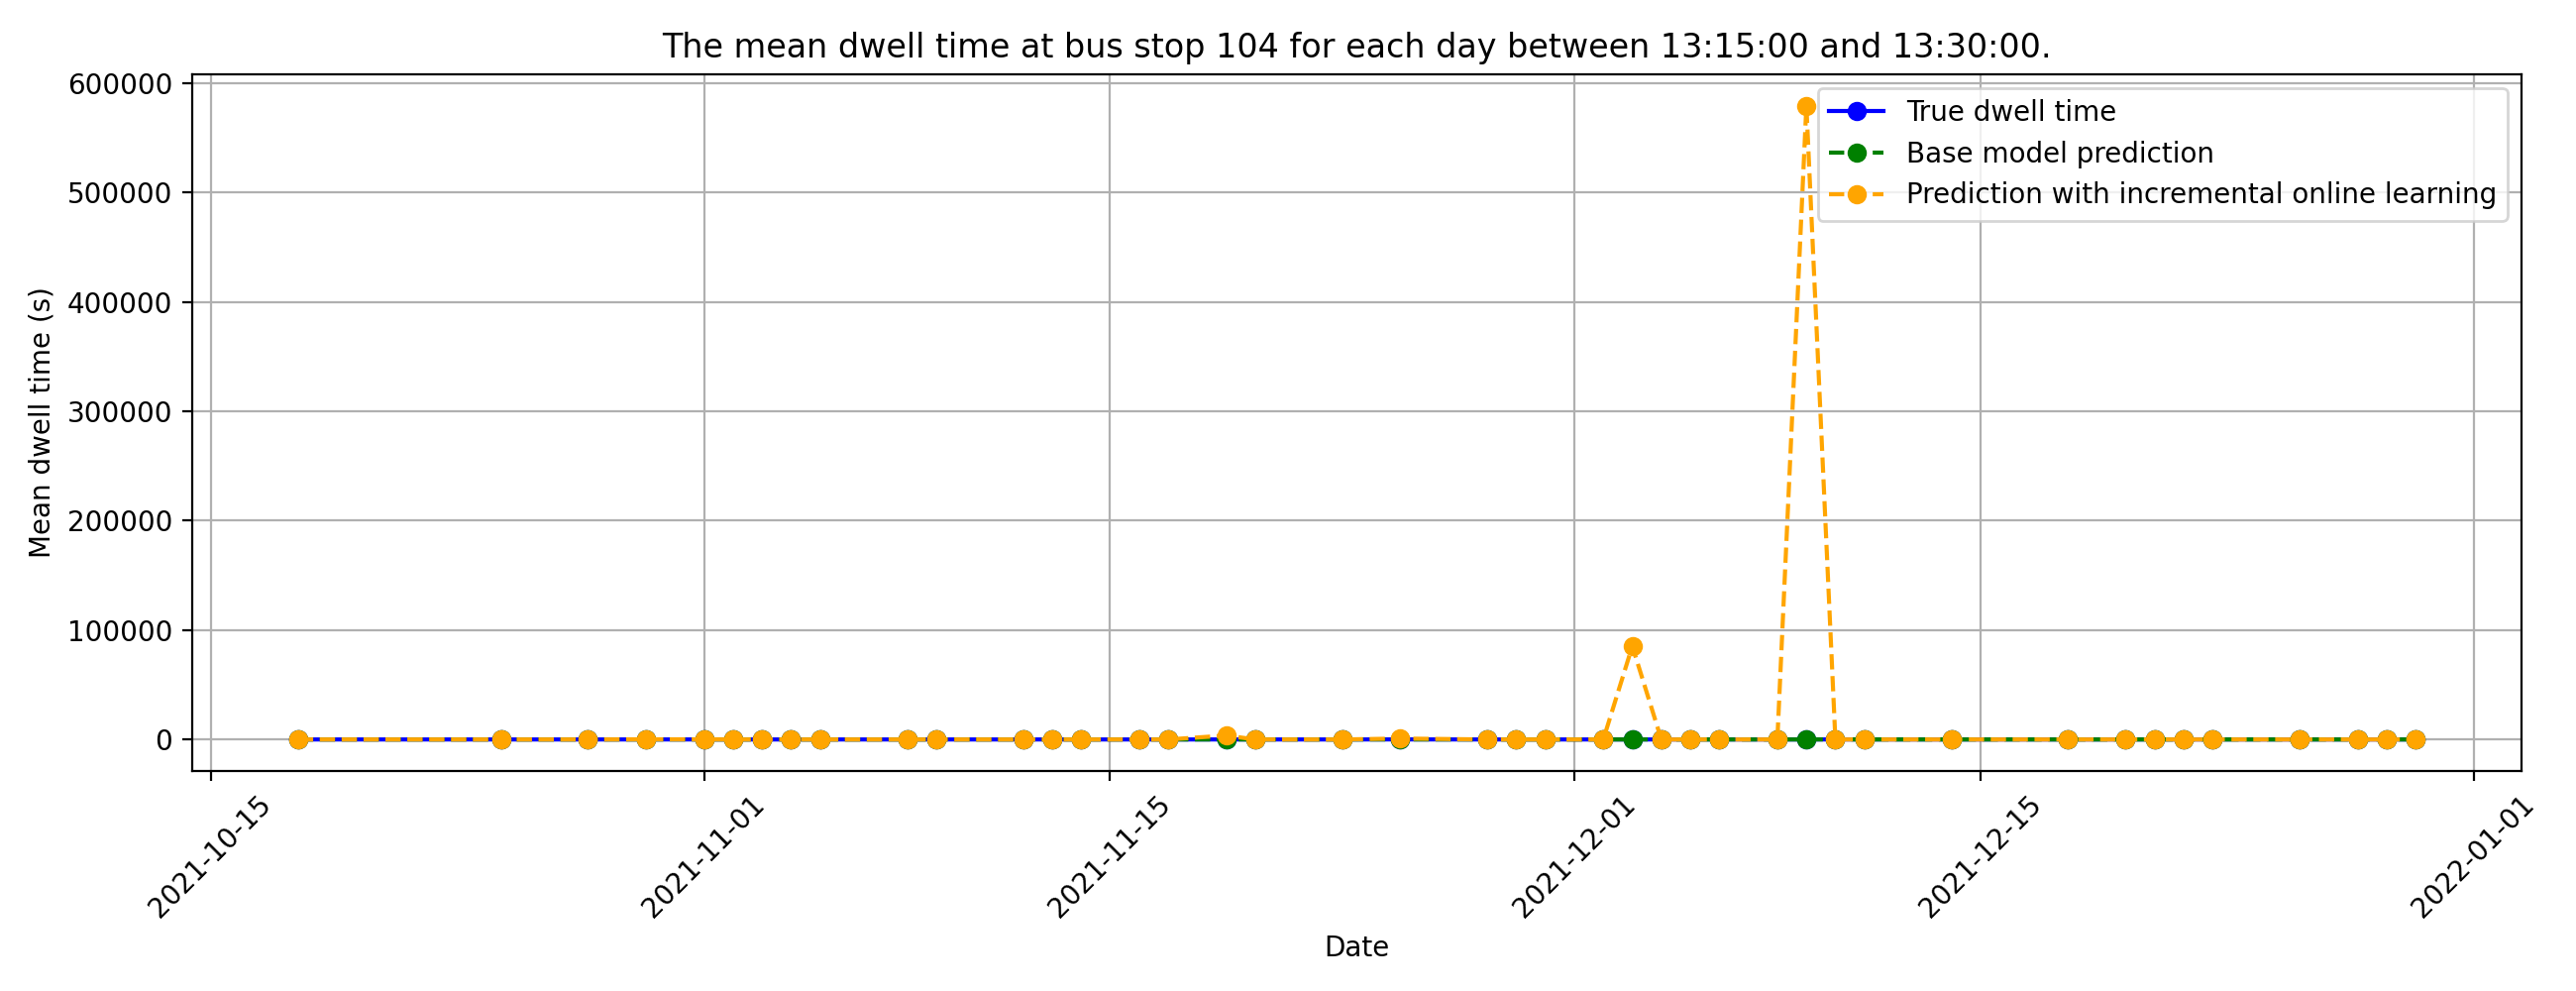 The mean dwell time at bus stop 104 for each day between 13:15:00 and 13:30:00.
600000
500000
400000
300000
200000
100000
0
Mean dwell time (s)
True dwell time
Base model prediction
Prediction with incremental online learning
2021-10-15
2021-11-01
2021-11-15
2021-12-01
2021-12-15
2022-01-01
Date